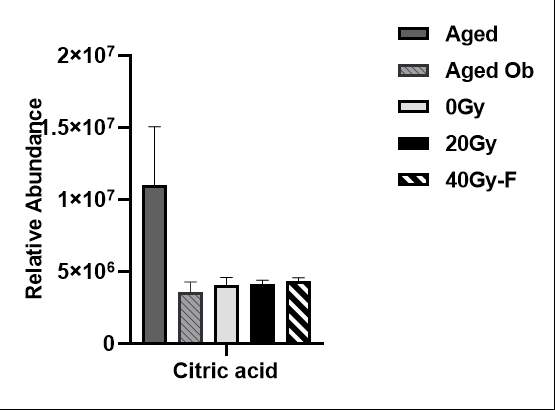 2×10⁷
1.5×10⁷
1×10⁷
5×10⁶
0
Relative Abundance
Citric acid
Aged
Aged Ob
0Gy
20Gy
40Gy-F